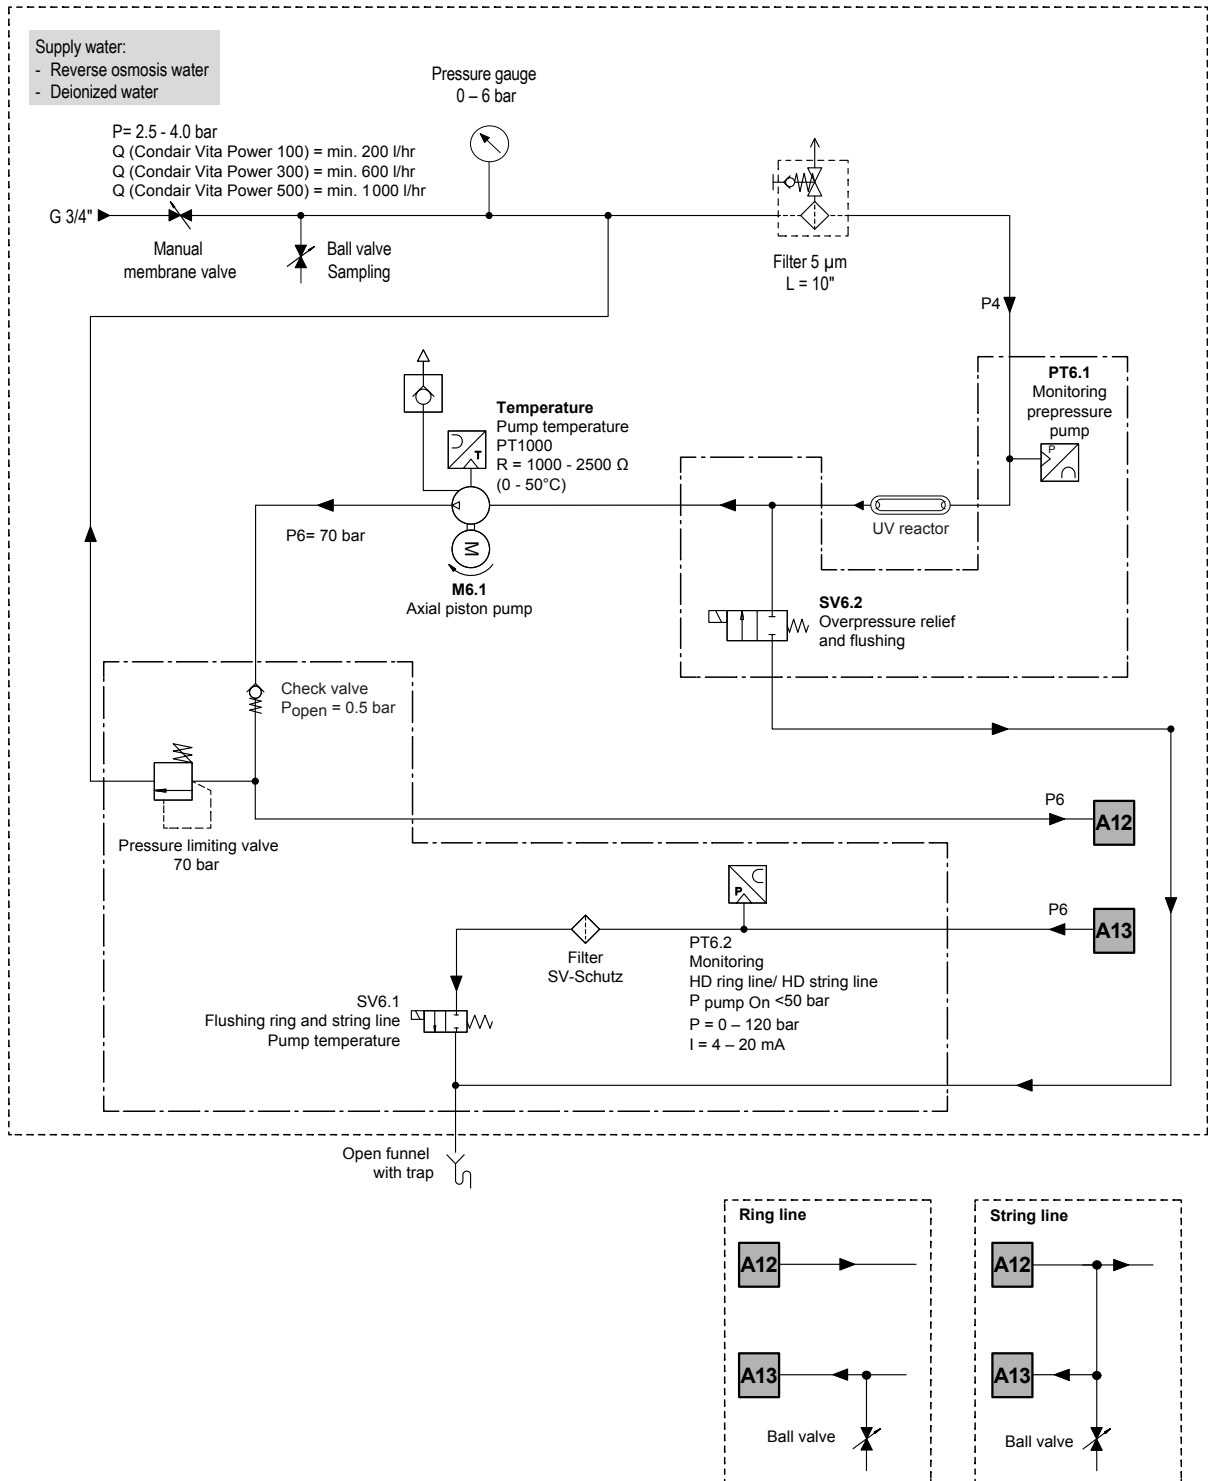 Supply water:
- Reverse osmosis water
- Deionized water
Pressure gauge
0 – 6 bar
P= 2.5 - 4.0 bar
Q (Condair Vita Power 100) = min. 200 l/hr
Q (Condair Vita Power 300) = min. 600 l/hr
Q (Condair Vita Power 500) = min. 1000 l/hr
G 3/4"
Manual
membrane valve
Ball valve
Sampling
Filter 5 µm
L = 10"
P4
PT6.1
Monitoring
prepressure
pump
P
Temperature
Pump temperature
PT1000
R = 1000 - 2500 Ω
(0 - 50°C)
T
UV reactor
P6= 70 bar
M
M6.1
Axial piston pump
SV6.2
Overpressure relief
and flushing
Check valve
Popen = 0.5 bar
Pressure limiting valve
70 bar
P6
A12
P
P6
A13
Filter
SV-Schutz
PT6.2
Monitoring
HD ring line/ HD string line
P pump On <50 bar
P = 0 – 120 bar
I = 4 – 20 mA
SV6.1
Flushing ring and string line
Pump temperature
Open funnel
with trap
Ring line
A12
A13
Ball valve
String line
A12
A13
Ball valve